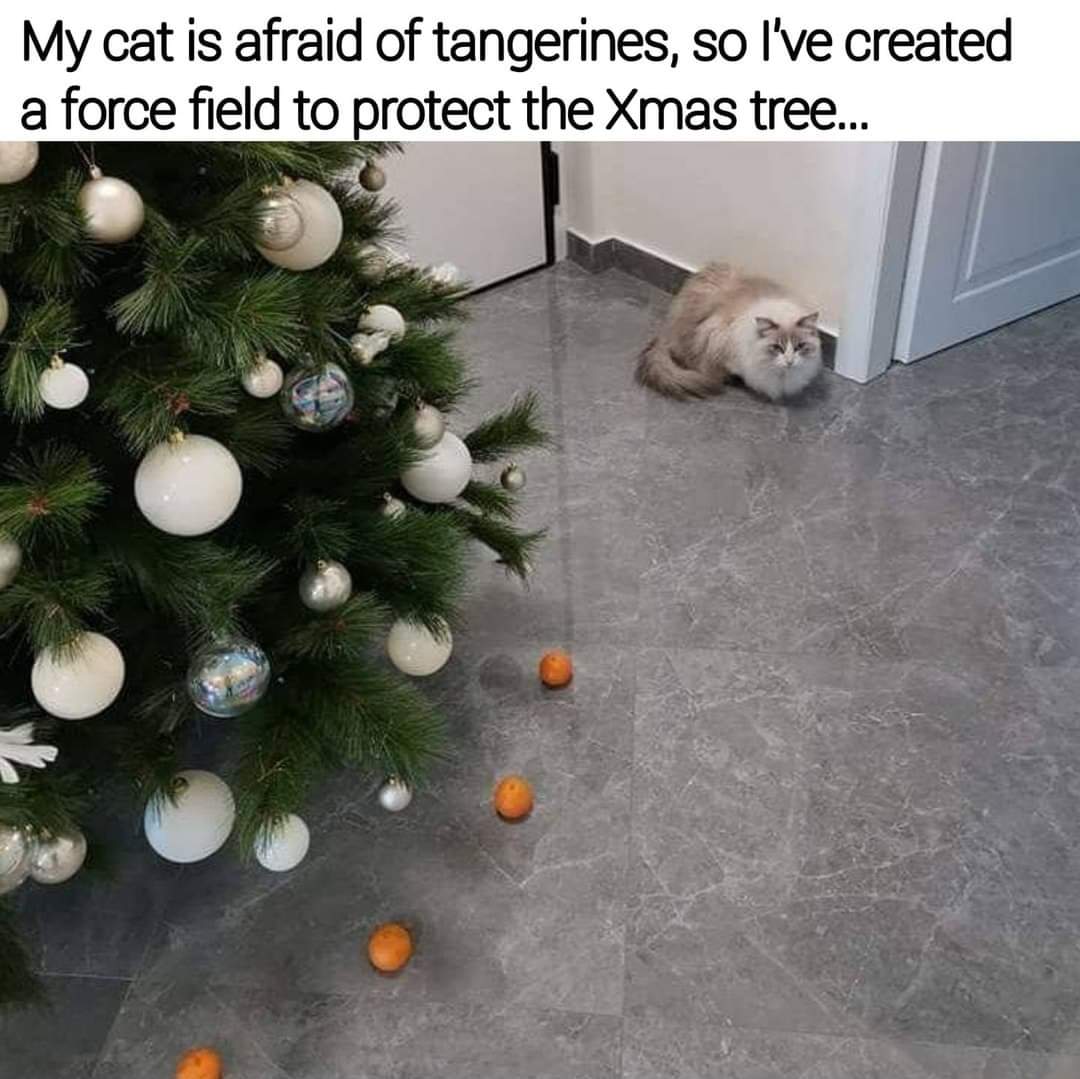 My cat is afraid of tangerines, so I've created
a force field to protect the Xmas tree...